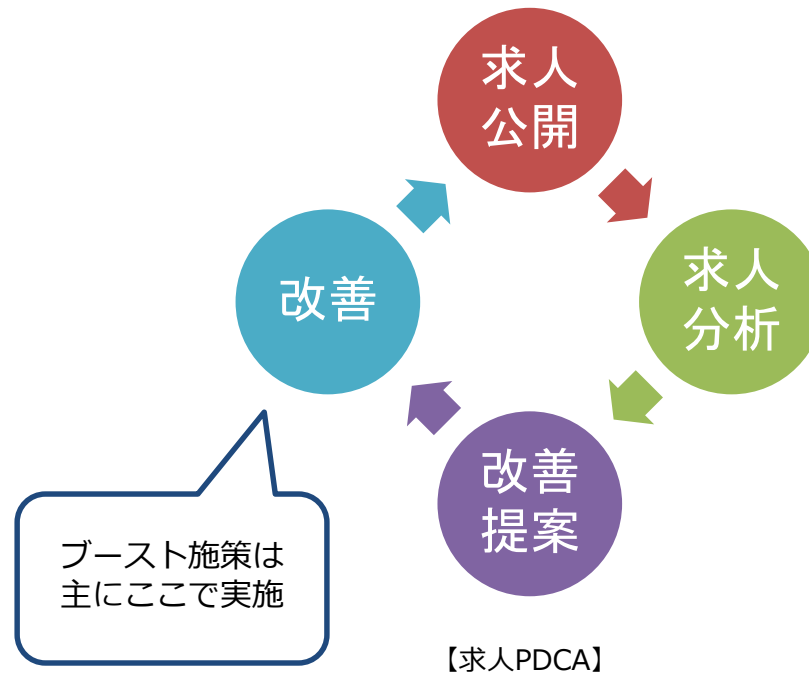 求人
公開
求人
分析
改善
提案
改善
ブースト施策は
主にここで実施
【求人PDCA】